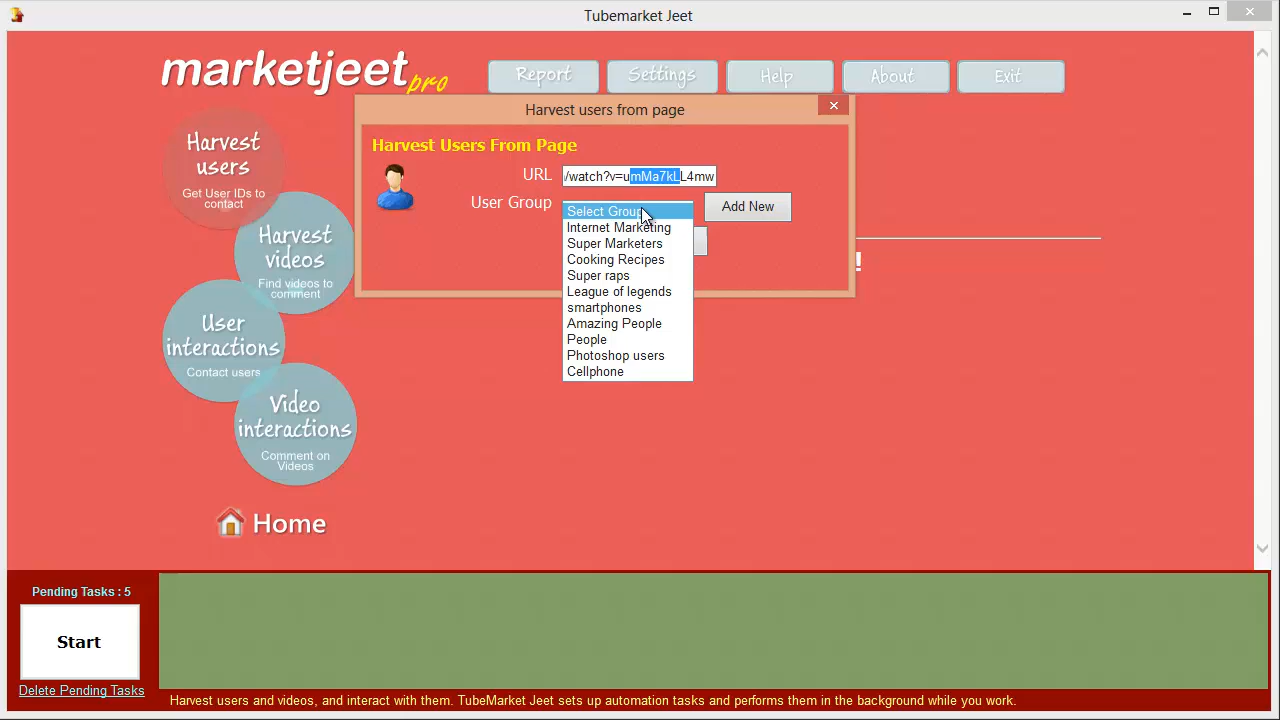 Tubemarket Jeet
marketjeet pro
Report
Settings
Help
About
Exit
Harvest users from page
Harvest Users From Page
URL
/watch?v=umMa7kLL4mw
User Group
Select Group
Add New
Internet Marketing
Super Marketers
Cooking Recipes
Super raps
League of legends
smartphones
Amazing People
People
Photoshop users
Cellphone
!
Harvest
users
Get User IDs to
contact
Harvest
videos
Find videos to
comment
User
interactions
Contact users
Video
interactions
Comment on
Videos
Home
Pending Tasks : 5
Start
Delete Pending Tasks
Harvest users and videos, and interact with them. TubeMarket Jeet sets up automation tasks and performs them in the background while you work.